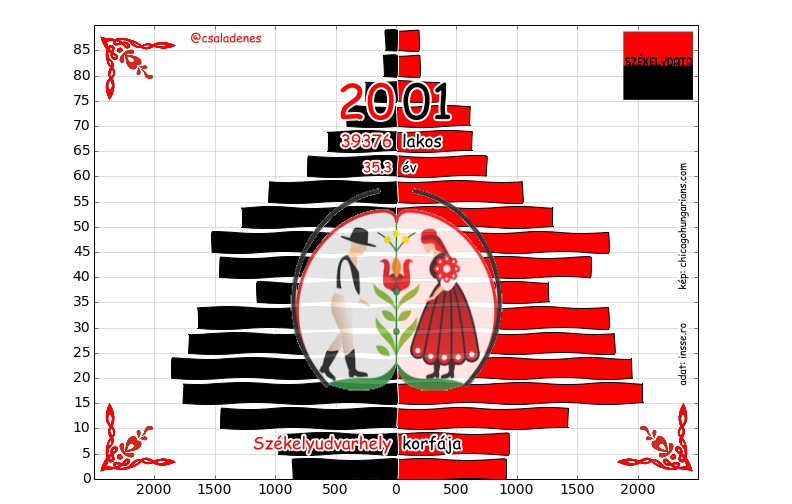 @csaladenes
SZÉKELYDATA
2001
39376 lakos
35.3 év
kép: chicagohungarians.com
adat: insse.ro
Székelyudvarhely korfája
85
80
75
70
65
60
55
50
45
40
35
30
25
20
15
10
5
0
2000 1500 1000 500 0 500 1000 1500 2000